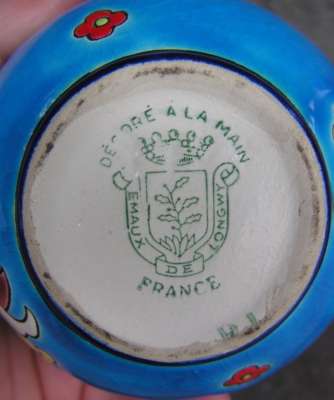 DÉCORÉ A LA MAIN
EMAUX
DE
LONGWY
FRANCE